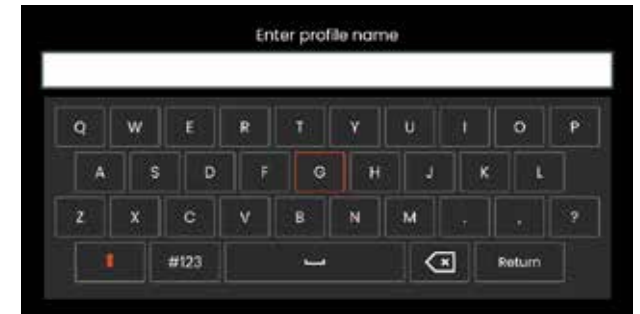 Enter profile name
Q W E R T Y U I O P
A S D F G H J K L
Z X C V B N M . ?
#123 Return